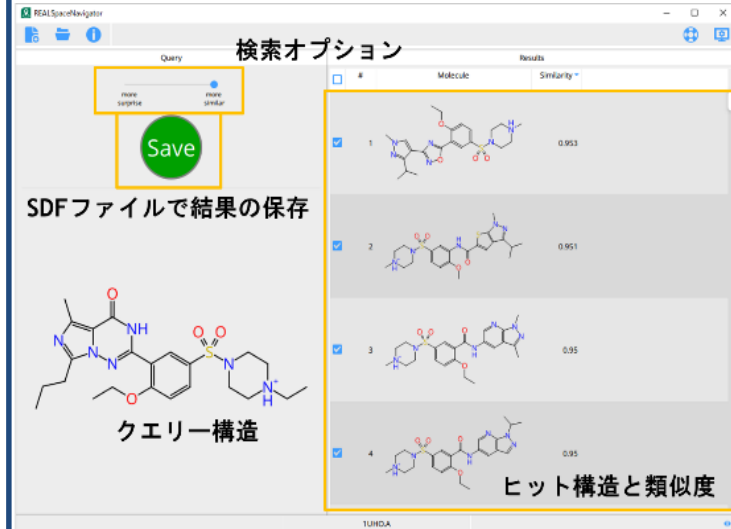 REALSpaceNavigator
検索オプション
Query
Results
more surprise
more similar
# Molecule Similarity
Save
SDFファイルで結果の保存
1 0.953
2 0.951
3 0.95
4 0.95
クエリー構造
ヒット構造と類似度
1UHO.A